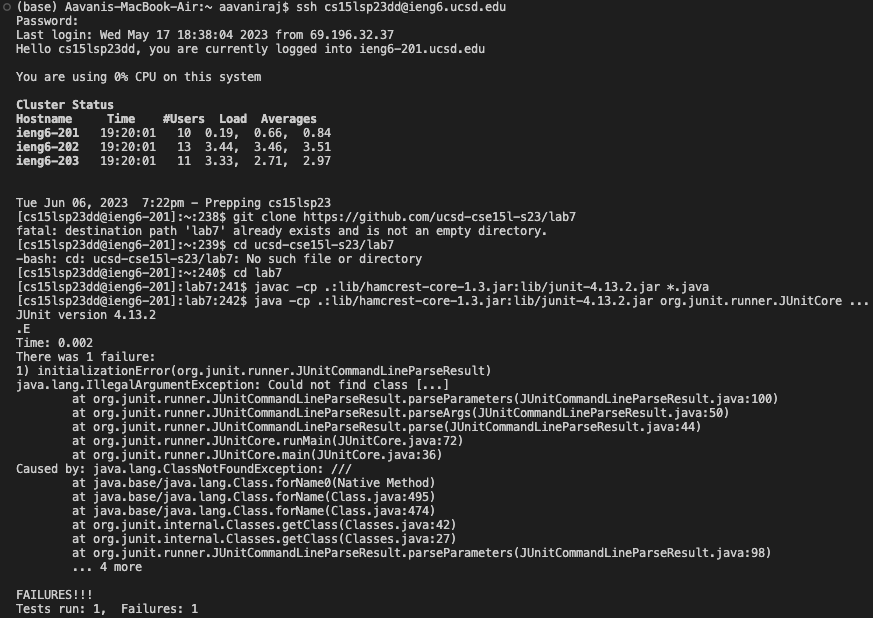 (base) Aavanis-MacBook-Air:~ aavaniraj$ ssh cs15lsp23dd@ieng6.ucsd.edu
Password:
Last login: Wed May 17 18:38:04 2023 from 69.196.32.37
Hello cs15lsp23dd, you are currently logged into ieng6-201.ucsd.edu
You are using 0% CPU on this system
Cluster Status
Hostname     Time    #Users  Load  Averages
ieng6-201   19:20:01   10  0.19,  0.66,  0.84
ieng6-202   19:20:01   13  3.44,  3.46,  3.51
ieng6-203   19:20:01   11  3.33,  2.71,  2.97
Tue Jun 06, 2023  7:22pm - Prepping cs15lsp23
[cs15lsp23dd@ieng6-201]:~:238$ git clone https://github.com/ucsd-cse15l-s23/lab7
fatal: destination path 'lab7' already exists and is not an empty directory.
[cs15lsp23dd@ieng6-201]:~:239$ cd ucsd-cse15l-s23/lab7
-bash: cd: ucsd-cse15l-s23/lab7: No such file or directory
[cs15lsp23dd@ieng6-201]:~:240$ cd lab7
[cs15lsp23dd@ieng6-201]:lab7:241$ javac -cp .:lib/hamcrest-core-1.3.jar:lib/junit-4.13.2.jar *.java
[cs15lsp23dd@ieng6-201]:lab7:242$ java -cp .:lib/hamcrest-core-1.3.jar:lib/junit-4.13.2.jar org.junit.runner.JUnitCore ...
JUnit version 4.13.2
.E
Time: 0.002
There was 1 failure:
1) initializationError(org.junit.runner.JUnitCommandLineParseResult)
java.lang.IllegalArgumentException: Could not find class [...]
        at org.junit.runner.JUnitCommandLineParseResult.parseParameters(JUnitCommandLineParseResult.java:100)
        at org.junit.runner.JUnitCommandLineParseResult.parseArgs(JUnitCommandLineParseResult.java:50)
        at org.junit.runner.JUnitCommandLineParseResult.parse(JUnitCommandLineParseResult.java:44)
        at org.junit.runner.JUnitCore.runMain(JUnitCore.java:72)
        at org.junit.runner.JUnitCore.main(JUnitCore.java:36)
Caused by: java.lang.ClassNotFoundException: ///
        at java.base/java.lang.Class.forName0(Native Method)
        at java.base/java.lang.Class.forName(Class.java:495)
        at java.base/java.lang.Class.forName(Class.java:474)
        at org.junit.internal.Classes.getClass(Classes.java:42)
        at org.junit.internal.Classes.getClass(Classes.java:27)
        at org.junit.runner.JUnitCommandLineParseResult.parseParameters(JUnitCommandLineParseResult.java:98)
        ... 4 more
FAILURES!!!
Tests run: 1,  Failures: 1